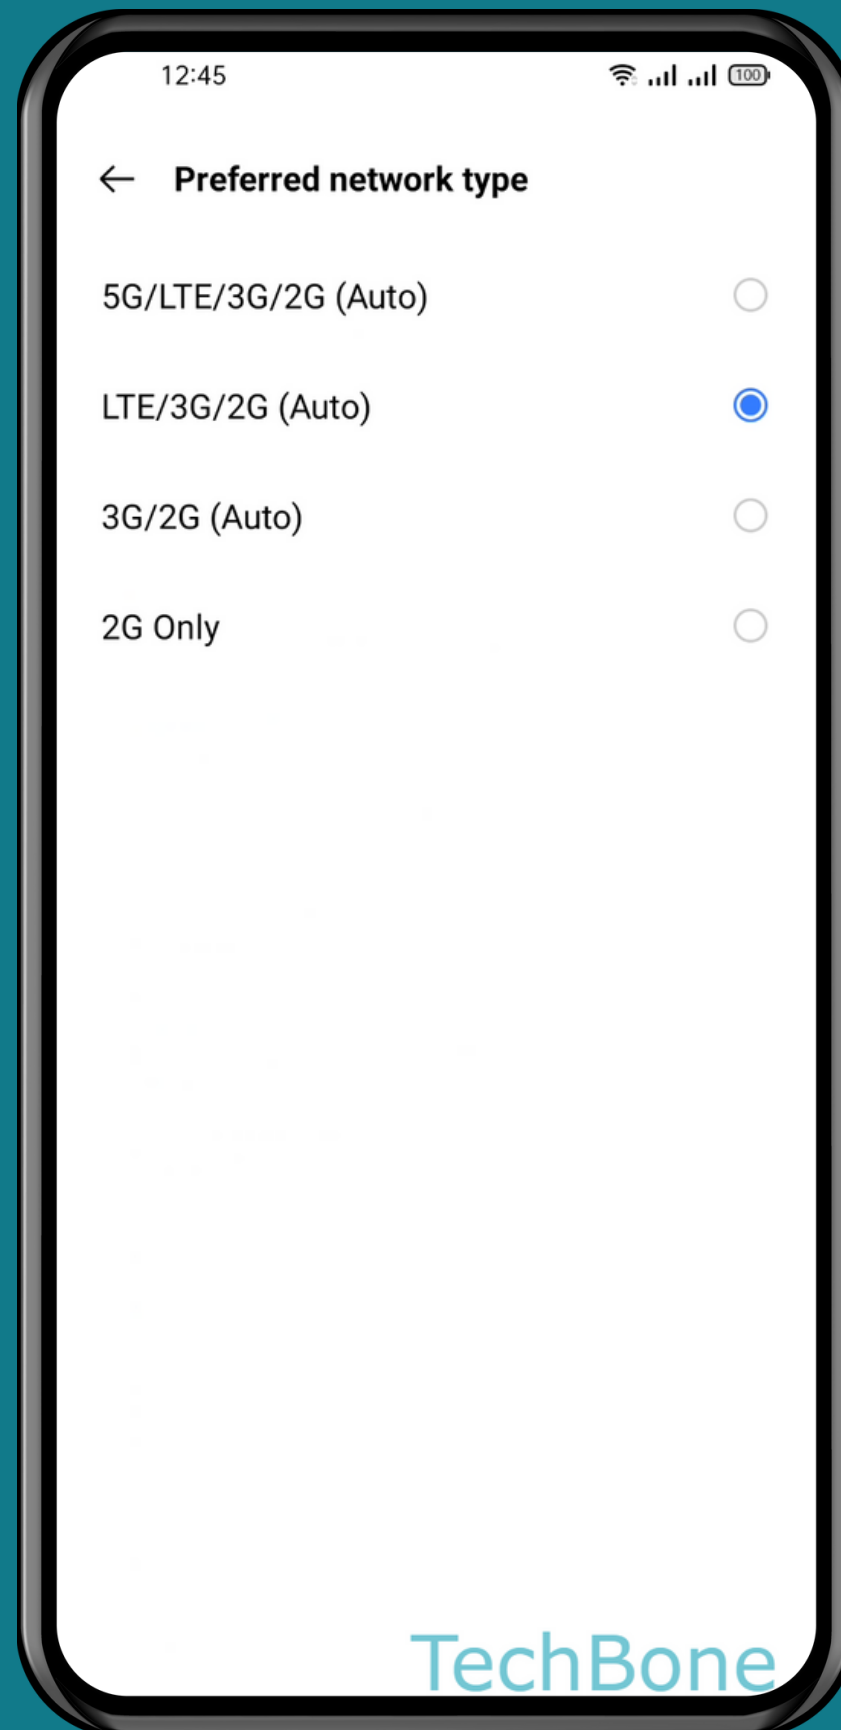 12:45
100
Preferred network type
5G/LTE/3G/2G (Auto)
LTE/3G/2G (Auto)
3G/2G (Auto)
2G Only
TechBone